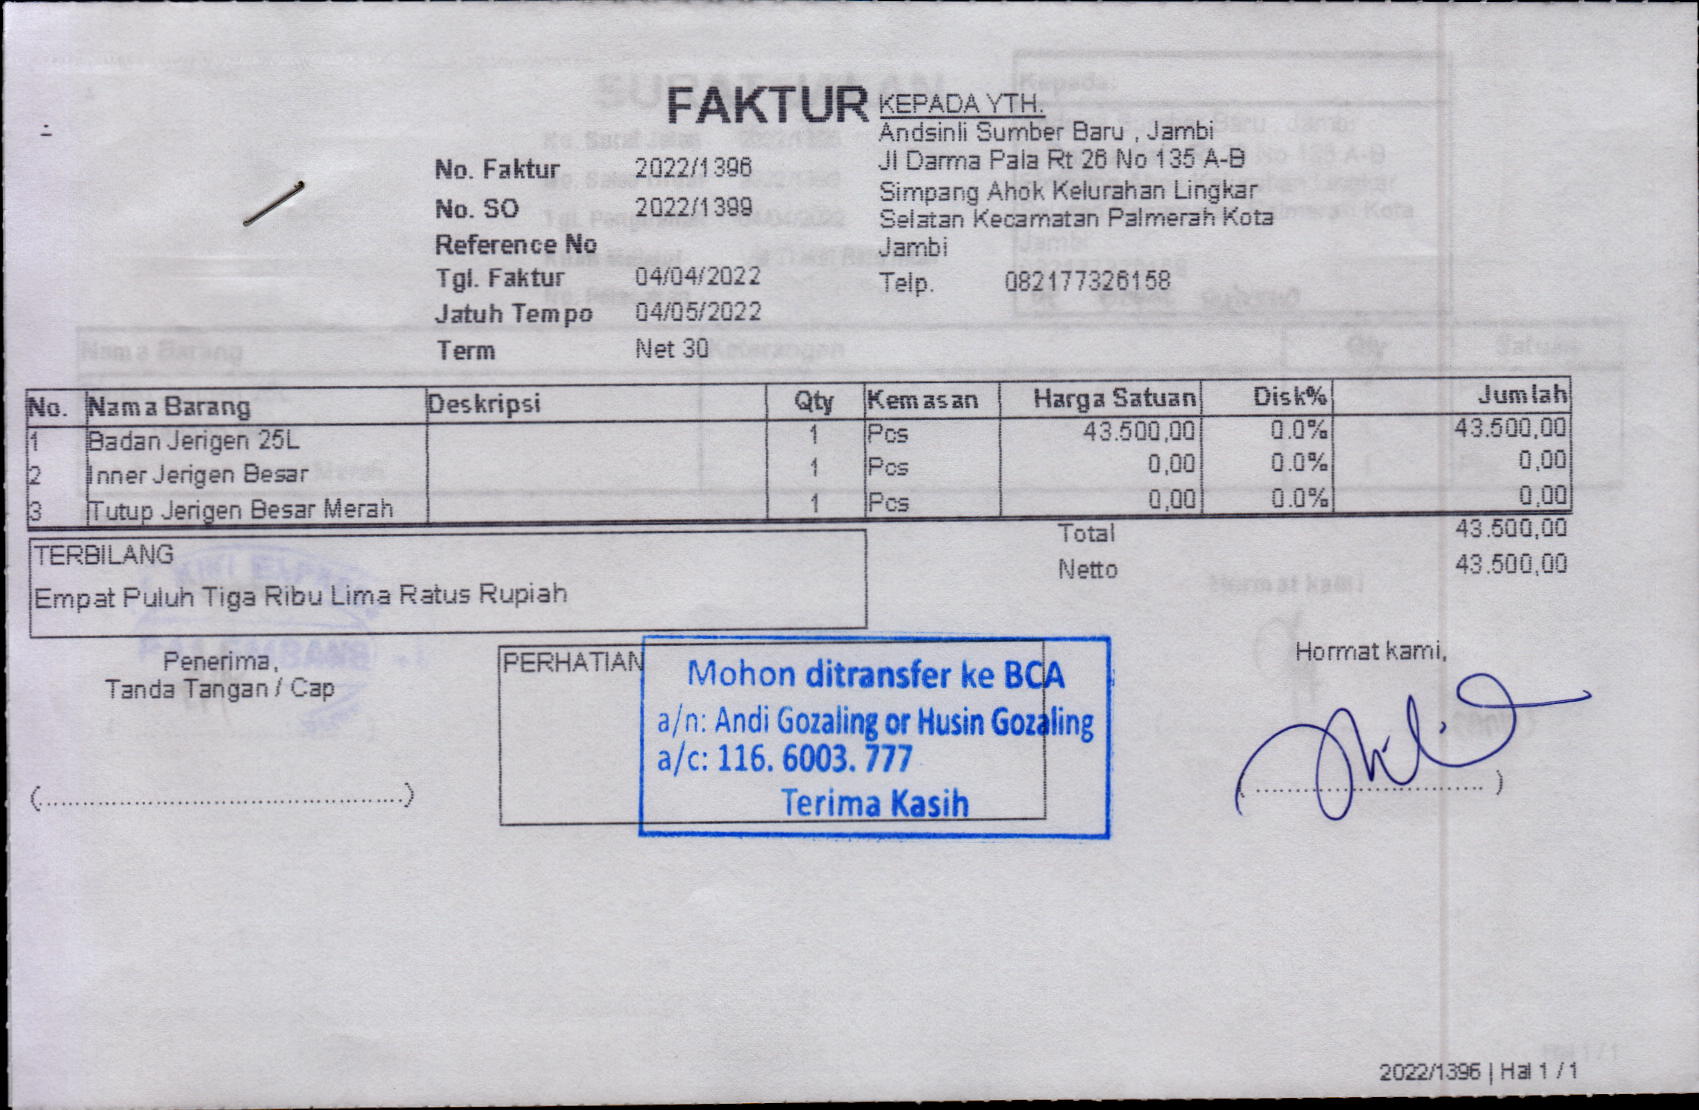 FAKTUR
No. Faktur 2022/1396
No. SO 2022/1399
Reference No
Tgl. Faktur 04/04/2022
Jatuh Tempo 04/05/2022
Term Net 30
KEPADA YTH.
Andsinli Sumber Baru , Jambi
Jl Darma Pala Rt 26 No 135 A-B
Simpang Ahok Kelurahan Lingkar
Selatan Kecamatan Palmerah Kota
Jambi
Telp. 082177326158
No. Nama Barang Deskripsi Qty Kemasan Harga Satuan Disk% Jumlah
1 Badan Jerigen 25L 1 Pcs 43.500,00 0.0% 43.500,00
2 Inner Jerigen Besar 1 Pcs 0,00 0.0% 0,00
3 Tutup Jerigen Besar Merah 1 Pcs 0,00 0.0% 0,00
Total 43.500,00
Netto 43.500,00
TERBILANG
Empat Puluh Tiga Ribu Lima Ratus Rupiah
Penerima,
Tanda Tangan / Cap
(..............................................)
PERHATIAN
Mohon ditransfer ke BCA
a/n: Andi Gozaling or Husin Gozaling
a/c: 116. 6003. 777
Terima Kasih
Hormat kami,
( ................................ )
2022/1396 | Hal 1 / 1